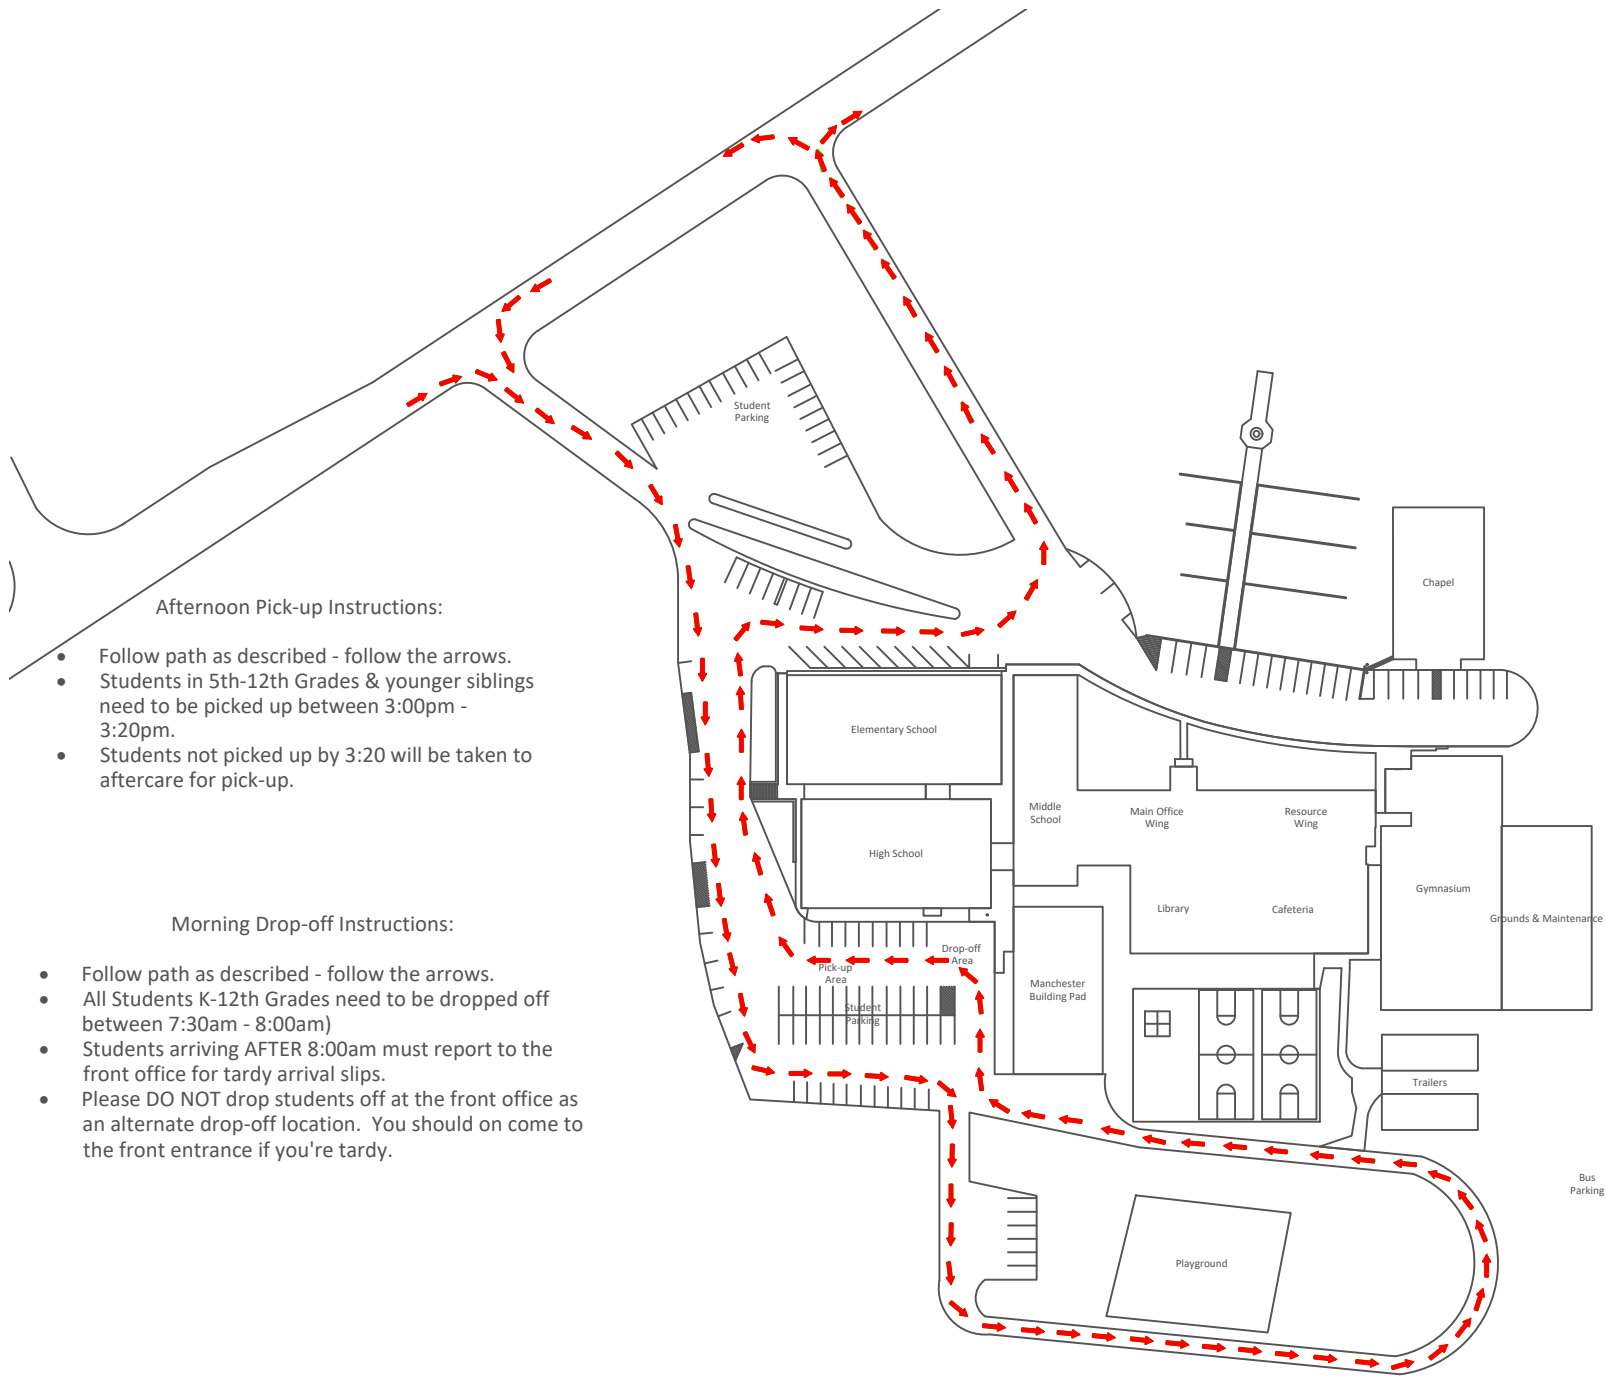 Student
Parking
Chapel
Afternoon Pick-up Instructions:
• Follow path as described - follow the arrows.
• Students in 5th-12th Grades & younger siblings
need to be picked up between 3:00pm -
3:20pm.
• Students not picked up by 3:20 will be taken to
aftercare for pick-up.
Elementary School
Middle
School
Main Office
Wing
Resource
Wing
High School
Gymnasium
Library
Cafeteria
Grounds & Maintenance
Morning Drop-off Instructions:
• Follow path as described - follow the arrows.
• All Students K-12th Grades need to be dropped off
between 7:30am - 8:00am)
• Students arriving AFTER 8:00am must report to the
front office for tardy arrival slips.
• Please DO NOT drop students off at the front office as
an alternate drop-off location.  You should on come to
the front entrance if you're tardy.
Drop-off
Area
Pick-up
Area
Student
Parking
Manchester
Building Pad
Trailers
Bus
Parking
Playground